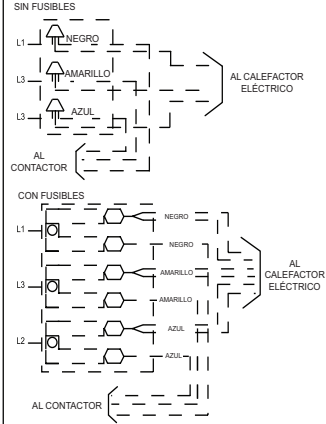 SIN FUSIBLES
L1
NEGRO
L3
AMARILLO
L3
AZUL
AL CALEFACTOR
ELÉCTRICO
AL
CONTACTOR
CON FUSIBLES
L1
NEGRO
NEGRO
L3
AMARILLO
AMARILLO
L2
AZUL
AZUL
AL
CALEFACTOR
ELÉCTRICO
AL CONTACTOR